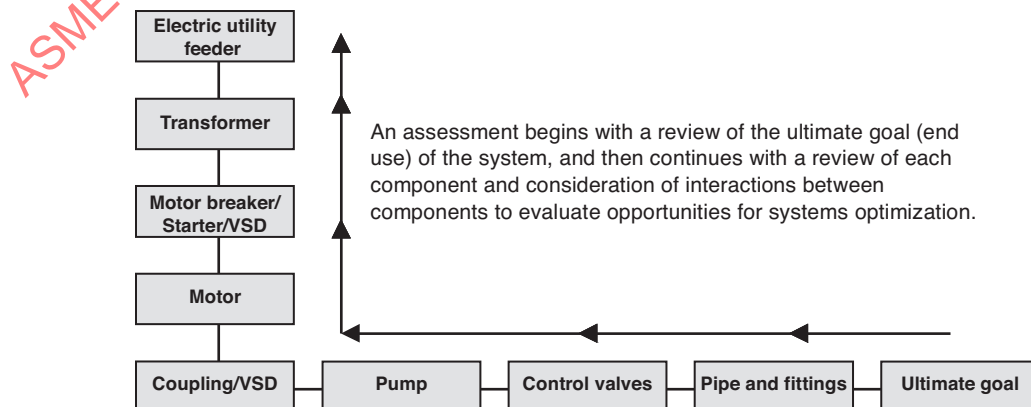 ASME
Electric utility
feeder
Transformer
An assessment begins with a review of the ultimate goal (end
use) of the system, and then continues with a review of each
component and consideration of interactions between
components to evaluate opportunities for systems optimization.
Motor breaker/
Starter/VSD
Motor
Coupling/VSD
Pump
Control valves
Pipe and fittings
Ultimate goal